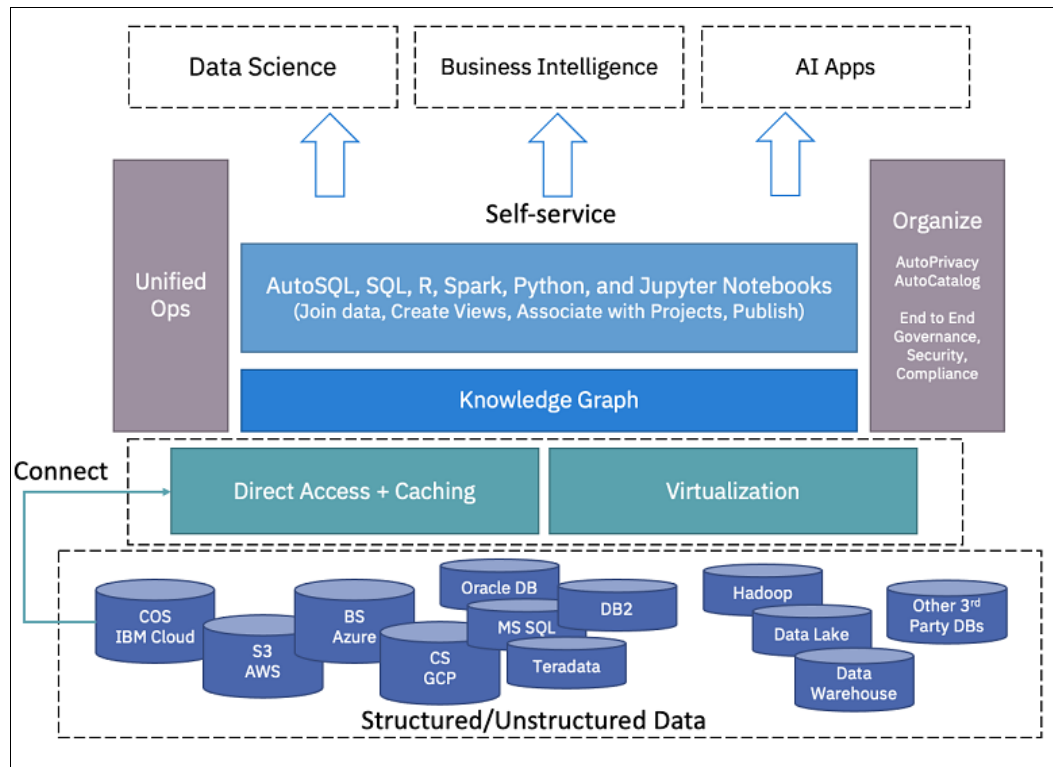 Data Science
Business Intelligence
AI Apps
Self-service
Unified
Ops
AutoSQL, SQL, R, Spark, Python, and Jupyter Notebooks
(Join data, Create Views, Associate with Projects, Publish)
Knowledge Graph
Organize
AutoPrivacy
AutoCatalog
End to End
Governance,
Security,
Compliance
Connect
Direct Access + Caching
Virtualization
COS
IBM Cloud
S3
AWS
BS
Azure
CS
GCP
Oracle DB
MS SQL
DB2
Teradata
Hadoop
Data Lake
Data
Warehouse
Other 3rd
Party DBs
Structured/Unstructured Data